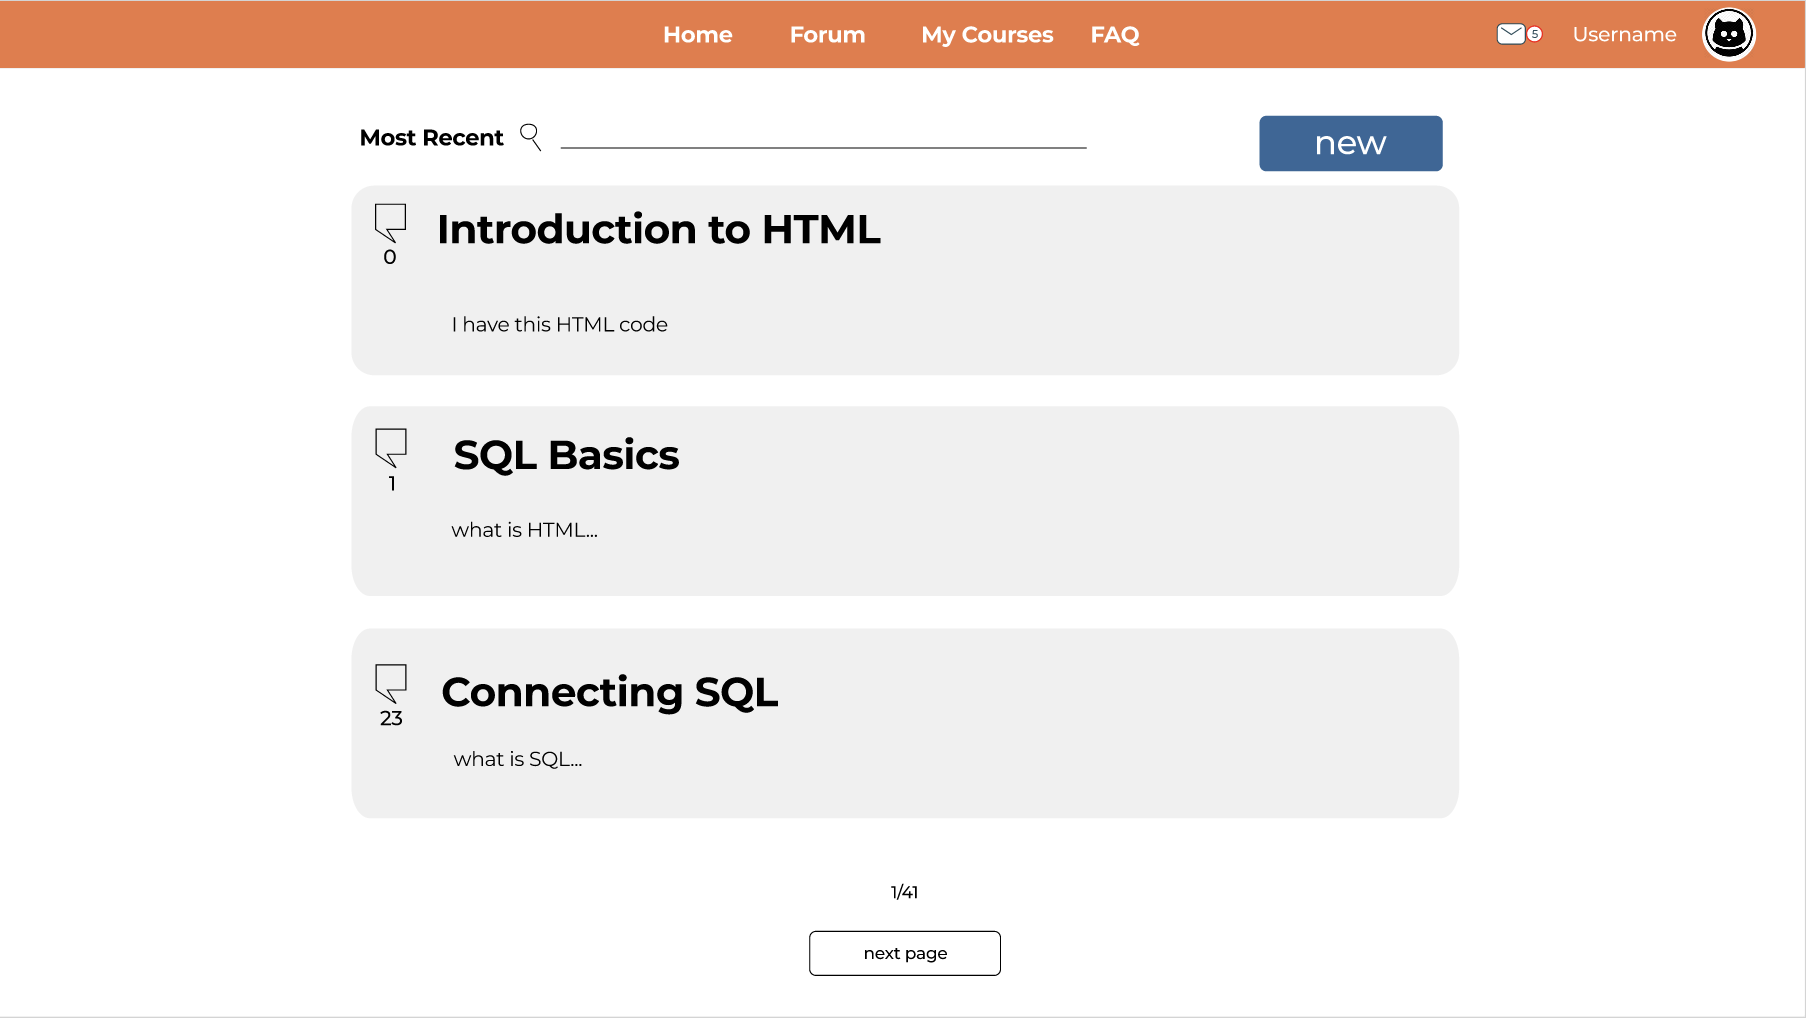 Home Forum My Courses FAQ 5 Username
Most Recent new
Introduction to HTML
0
I have this HTML code
SQL Basics
1
what is HTML...
Connecting SQL
23
what is SQL...
1/41
next page